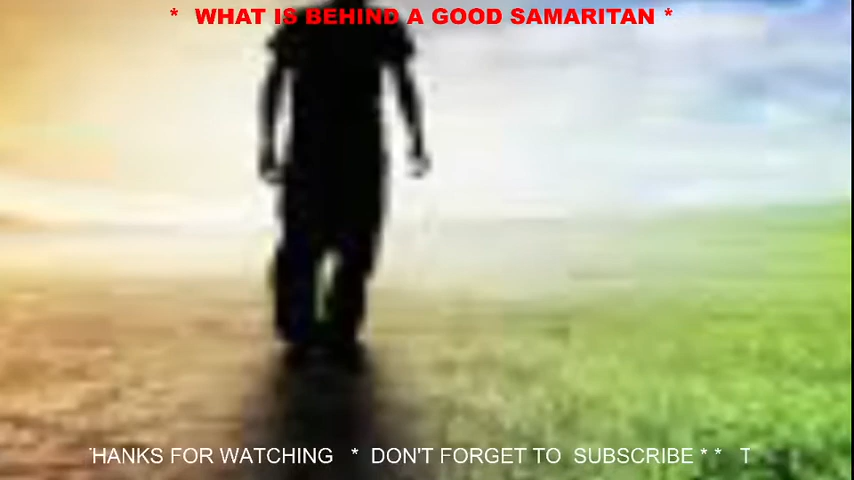 * WHAT IS BEHIND A GOOD SAMARITAN *
HANKS FOR WATCHING * DON'T FORGET TO SUBSCRIBE * * T